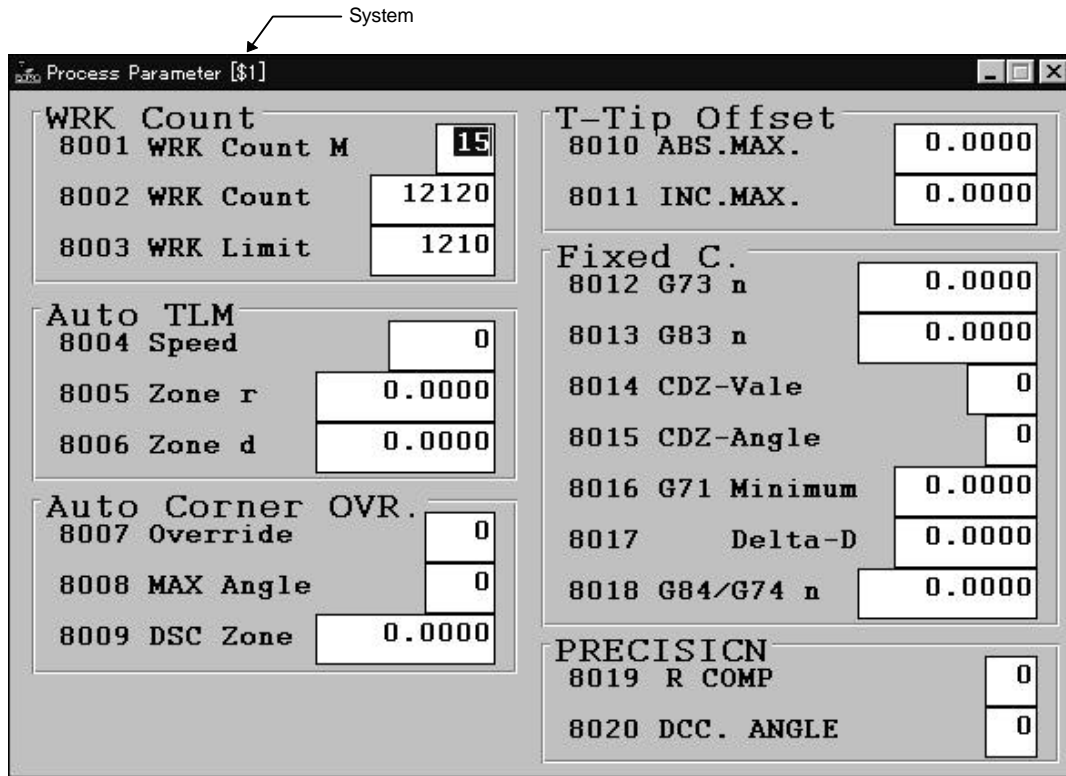 System
Process Parameter [$1]
WRK Count
8001 WRK Count M 15
8002 WRK Count 12120
8003 WRK Limit 1210
Auto TLM
8004 Speed 0
8005 Zone r 0.0000
8006 Zone d 0.0000
Auto Corner OVR.
8007 Override 0
8008 MAX Angle 0
8009 DSC Zone 0.0000
T-Tip Offset
8010 ABS.MAX. 0.0000
8011 INC.MAX. 0.0000
Fixed C.
8012 G73 n 0.0000
8013 G83 n 0.0000
8014 CDZ-Vale 0
8015 CDZ-Angle 0
8016 G71 Minimum 0.0000
8017 Delta-D 0.0000
8018 G84/G74 n 0.0000
PRECISICN
8019 R COMP 0
8020 DCC. ANGLE 0